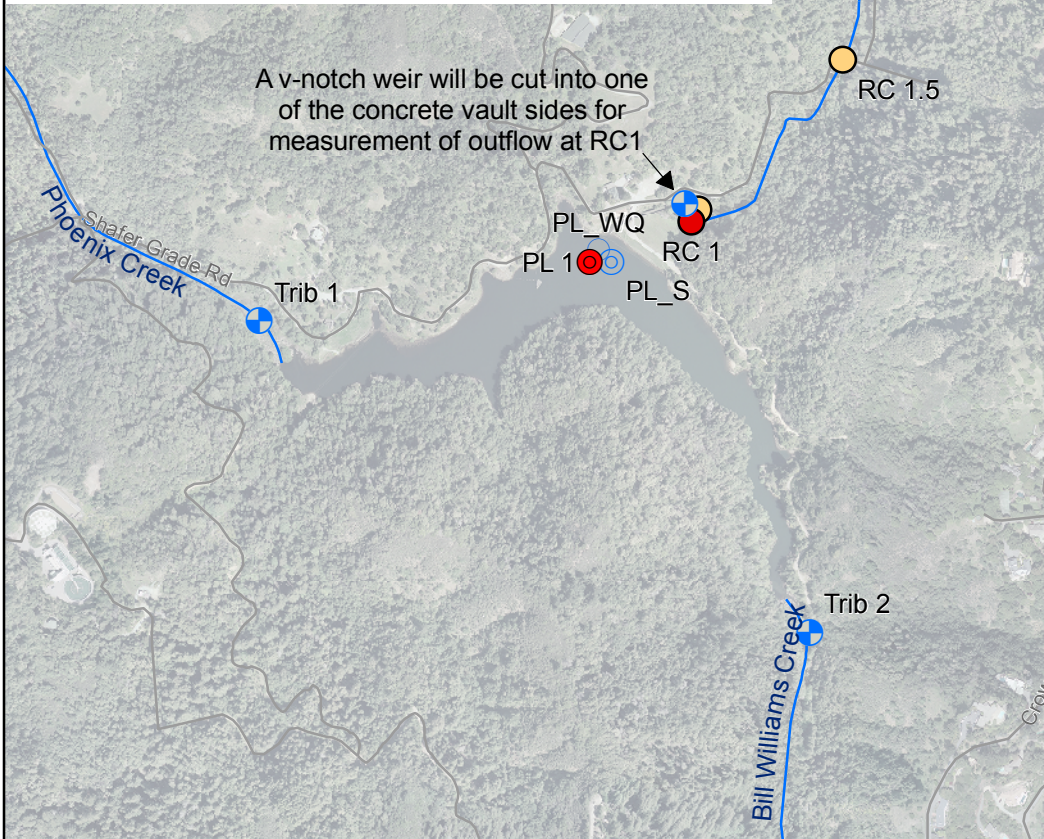 A v-notch weir will be cut into one
of the concrete vault sides for
measurement of outflow at RC1
RC 1.5
Phoenix Creek
Shafer Grade Rd
PL_WQ
RC 1
PL 1
PL_S
Trib 1
Trib 2
Bill Williams Creek